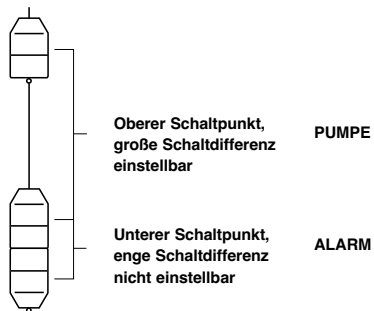 Oberer Schaltpunkt,
große Schaltdifferenz
einstellbar
PUMPE
Unterer Schaltpunkt,
enge Schaltdifferenz
nicht einstellbar
ALARM